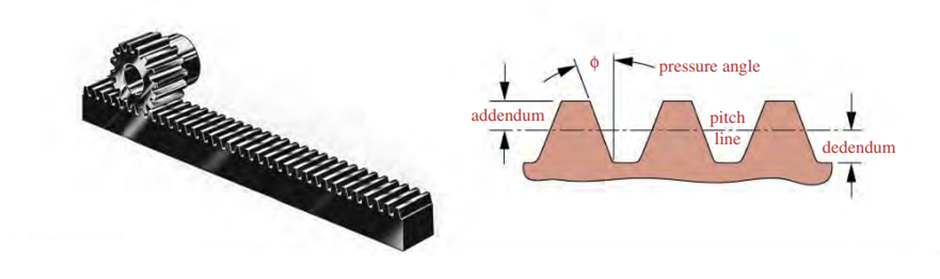 ϕ
pressure angle
addendum
pitch
line
dedendum